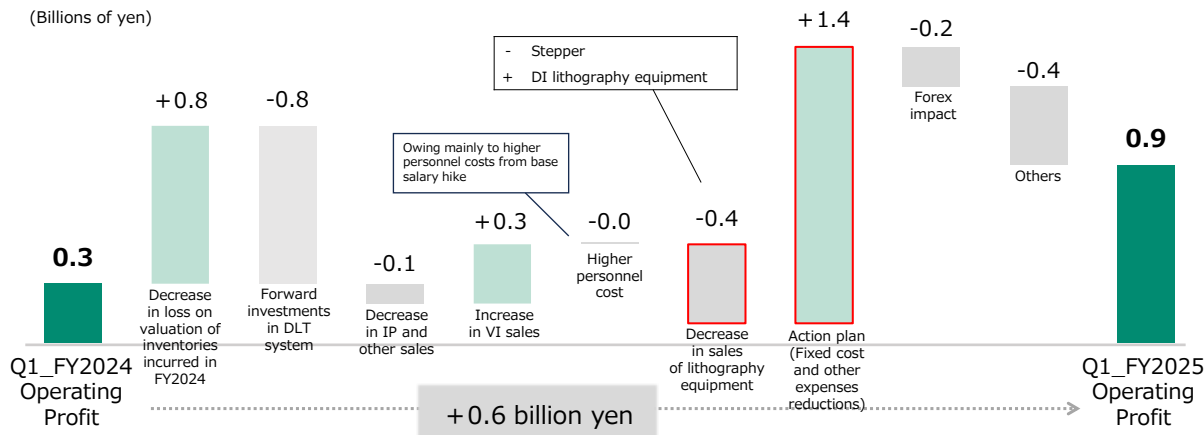 (Billions of yen)
- Stepper
+ DI lithography equipment
Owing mainly to higher
personnel costs from base
salary hike
0.3
+0.8
-0.8
-0.1
+0.3
-0.0
-0.4
+1.4
-0.2
-0.4
0.9
Q1_FY2024
Operating
Profit
Decrease
in loss on
valuation of
inventories
incurred in
FY2024
Forward
investments
in DLT
system
Decrease
in IP and
other sales
Increase
in VI sales
Higher
personnel
cost
Decrease
in sales
of lithography
equipment
Action plan
(Fixed cost
and other
expenses
reductions)
Forex
impact
Others
Q1_FY2025
Operating
Profit
+0.6 billion yen